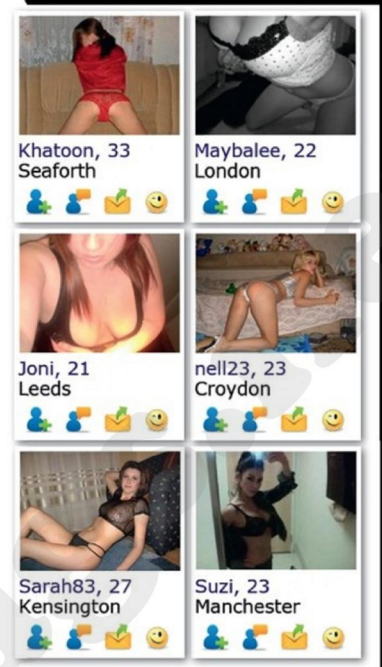 Khatoon, 33
Seaforth
Maybalee, 22
London
Joni, 21
Leeds
nell23, 23
Croydon
Sarah83, 27
Kensington
Suzi, 23
Manchester